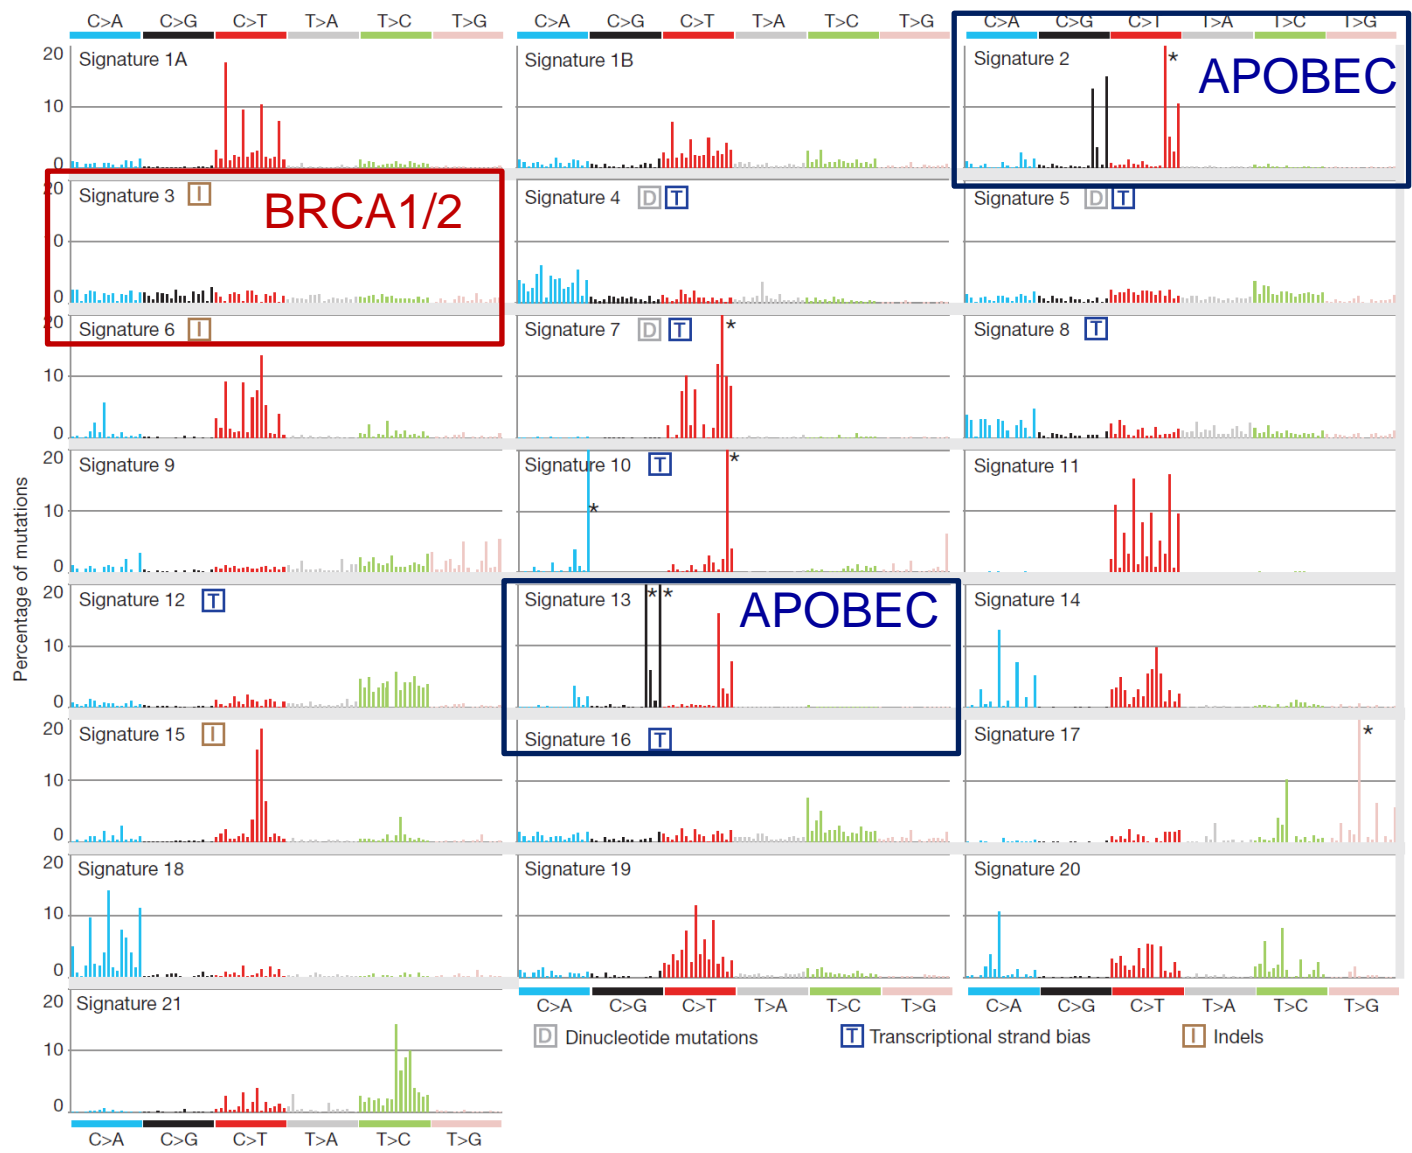 C>A C>G C>T T>A T>C T>G C>A C>G C>T T>A T>C T>G C>A C>G C>T T>A T>C T>G
20 Signature 1A Signature 1B Signature 2 * APOBEC
10
0
20 Signature 3 I BRCA1/2 Signature 4 D T Signature 5 D T
10
0
20 Signature 6 I Signature 7 D T * Signature 8 T
10
0
20 Signature 9 Signature 10 T * Signature 11
10 *
0
Percentage of mutations
20 Signature 12 T Signature 13 * * APOBEC Signature 14
10
0
20 Signature 15 I Signature 16 T Signature 17 *
10
0
20 Signature 18 Signature 19 Signature 20
10
0
C>A C>G C>T T>A T>C T>G C>A C>G C>T T>A T>C T>G
20 Signature 21
D Dinucleotide mutations T Transcriptional strand bias I Indels
10
0
C>A C>G C>T T>A T>C T>G